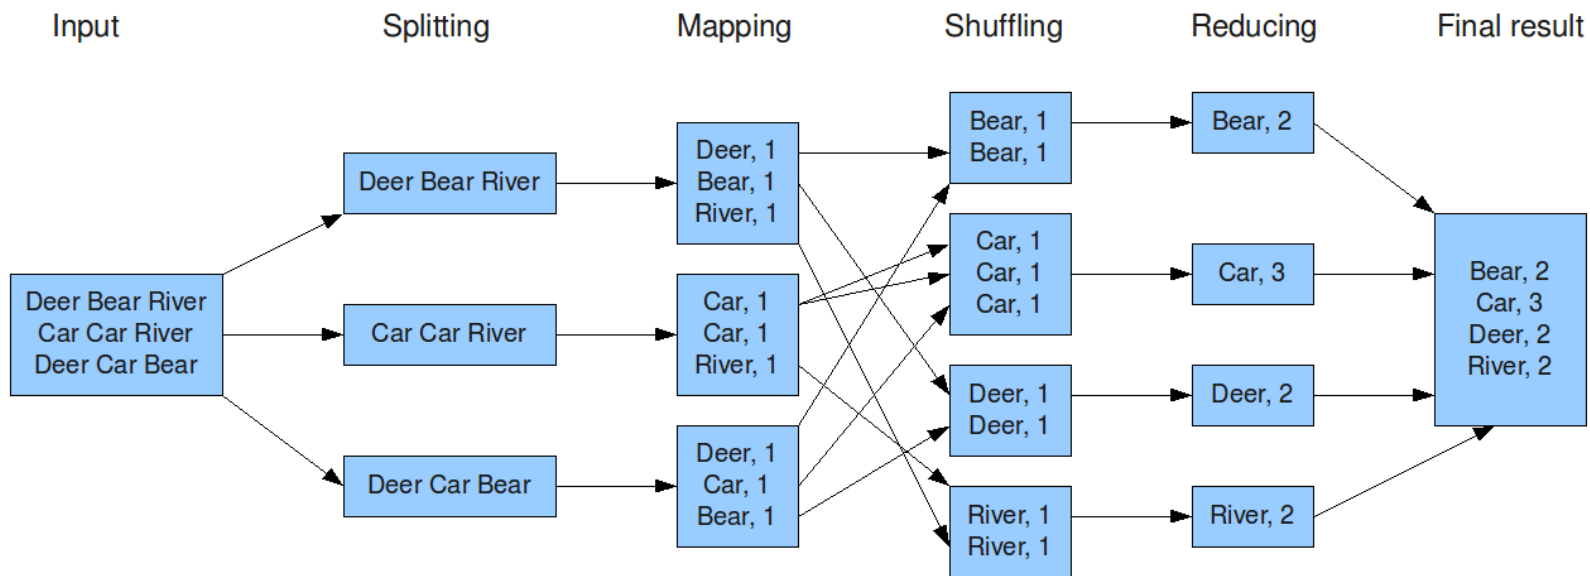 Input
Splitting
Mapping
Shuffling
Reducing
Final result
Deer Bear River
Car Car River
Deer Car Bear
Deer Bear River
Car Car River
Deer Car Bear
Deer, 1
Bear, 1
River, 1
Car, 1
Car, 1
River, 1
Deer, 1
Car, 1
Bear, 1
Bear, 1
Bear, 1
Car, 1
Car, 1
Car, 1
Deer, 1
Deer, 1
River, 1
River, 1
Bear, 2
Car, 3
Deer, 2
River, 2
Bear, 2
Car, 3
Deer, 2
River, 2